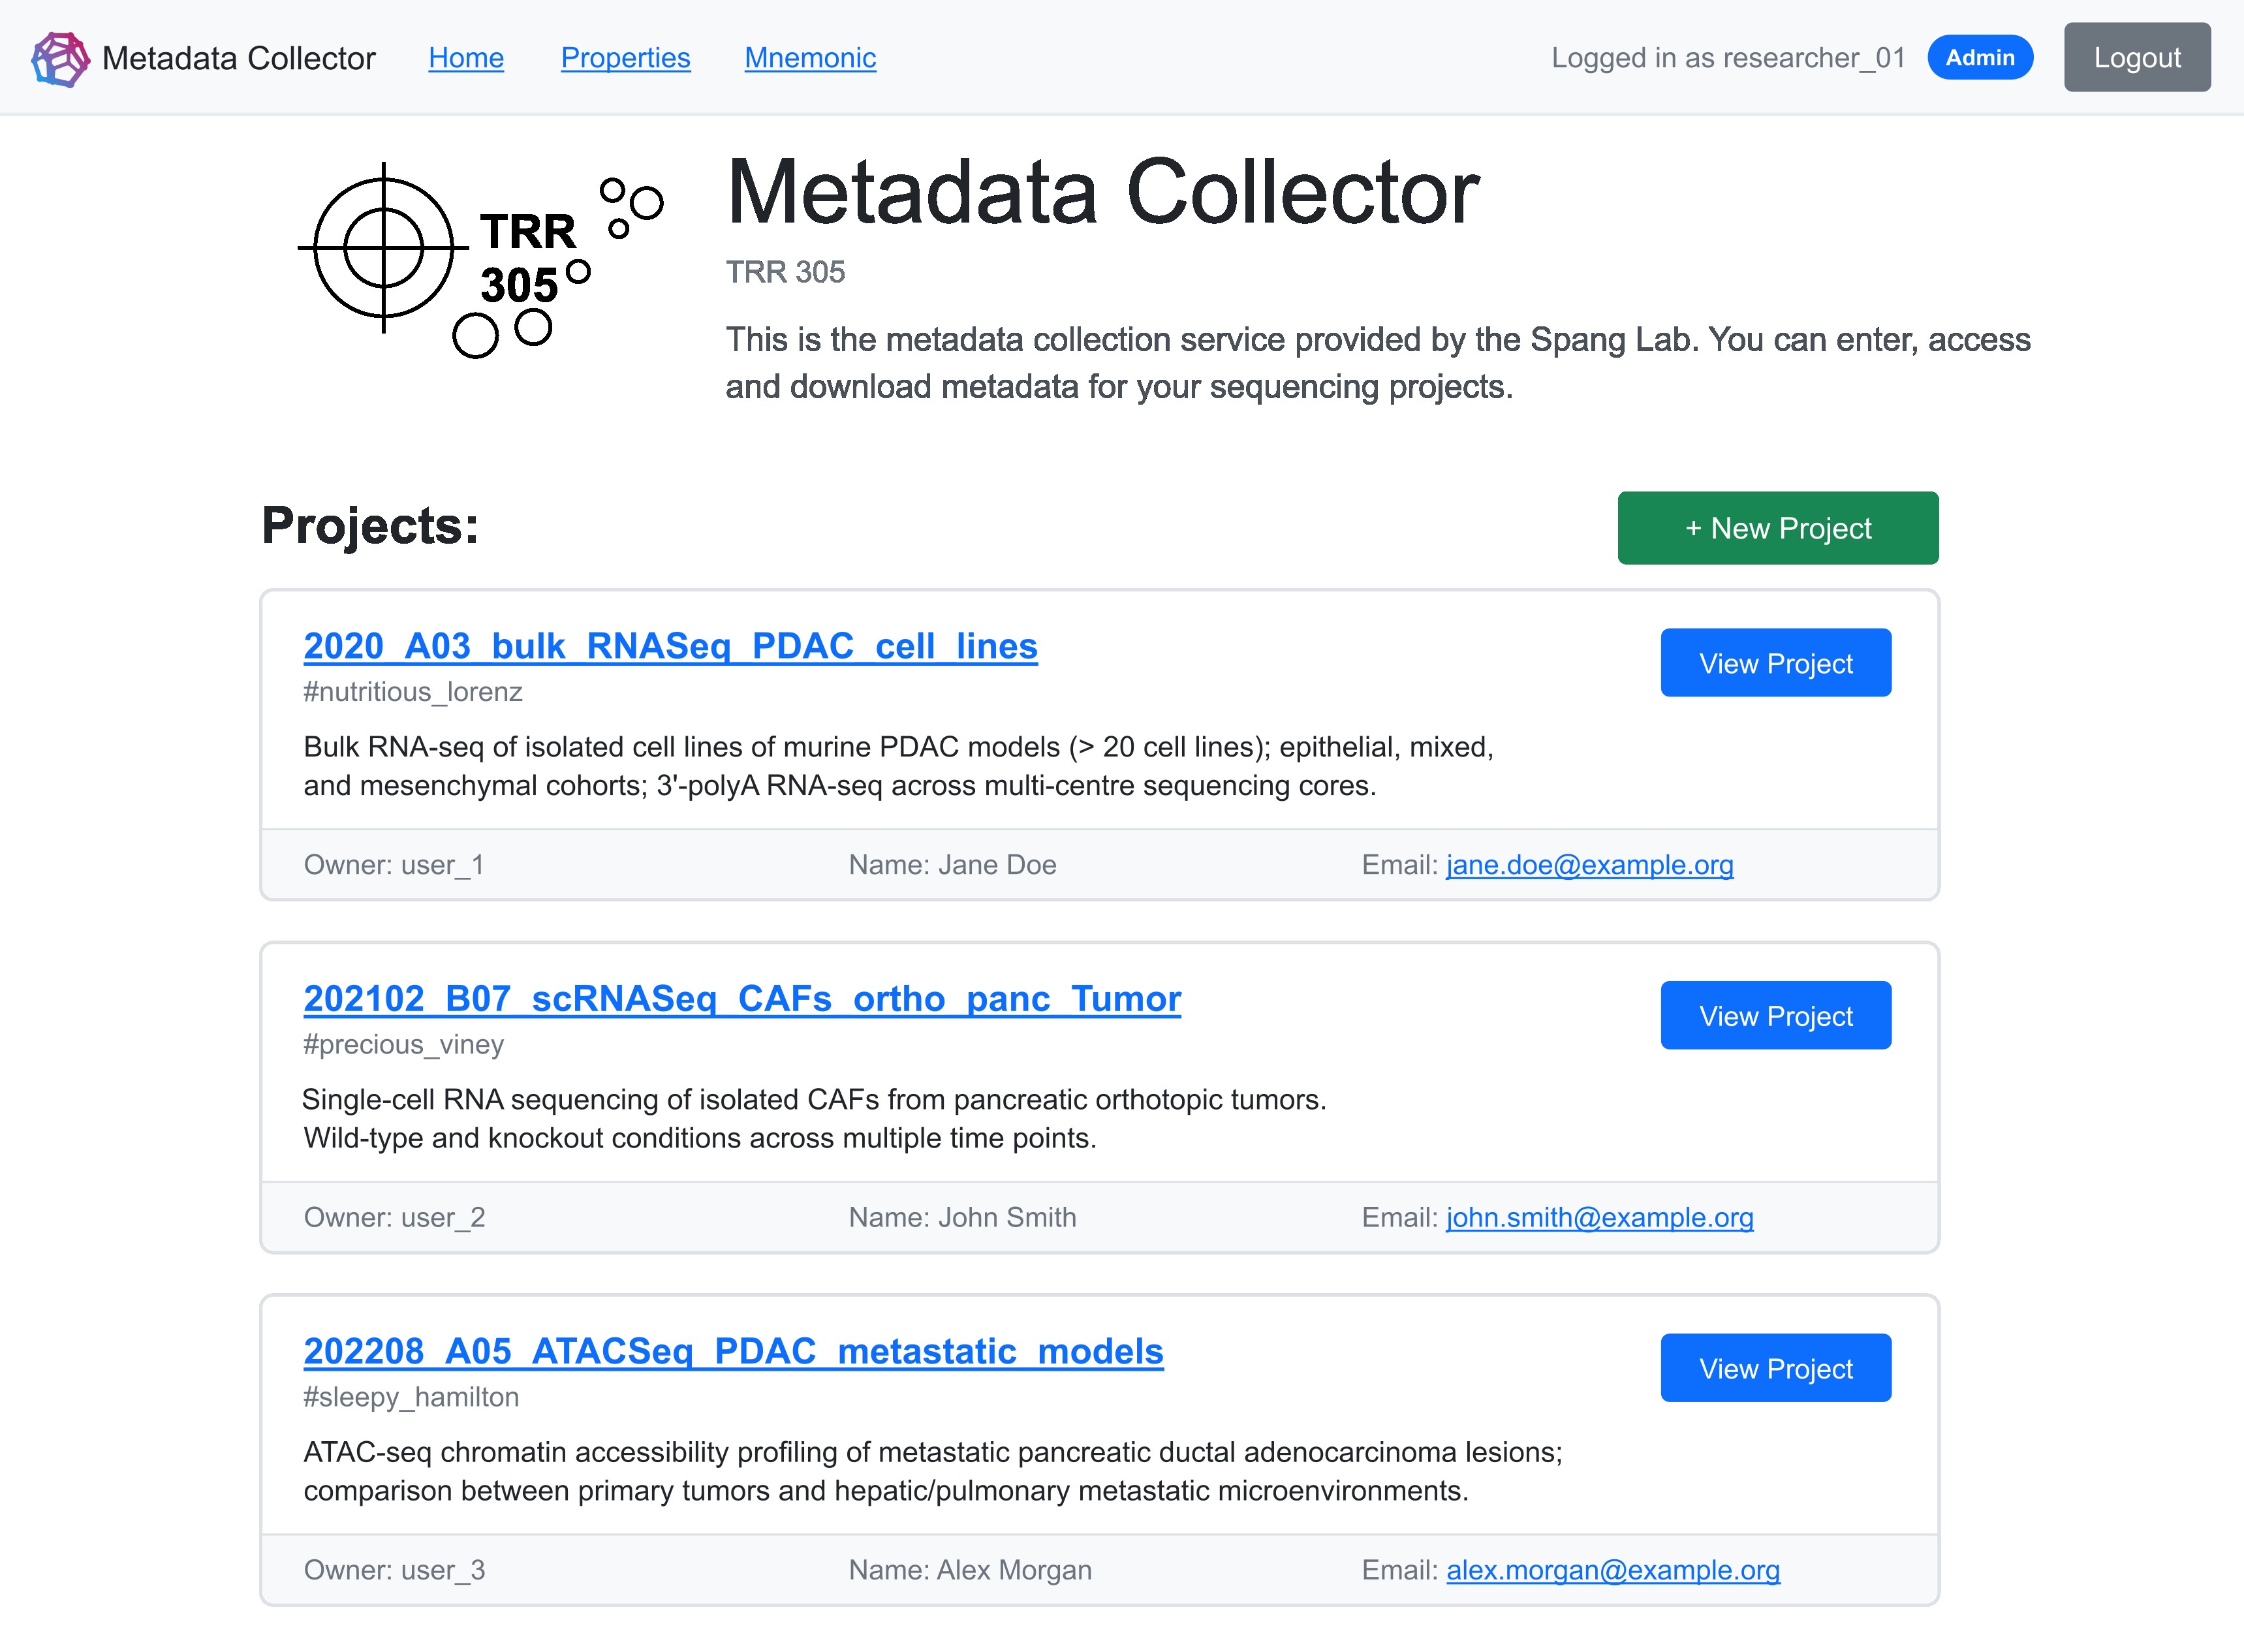 Metadata Collector Home Properties Mnemonic Logged in as researcher_01 Admin Logout
TRR
305
Metadata Collector
TRR 305
This is the metadata collection service provided by the Spang Lab. You can enter, access
and download metadata for your sequencing projects.
Projects: + New Project
2020_A03_bulk_RNASeq_PDAC_cell_lines View Project
#nutritious_lorenz
Bulk RNA-seq of isolated cell lines of murine PDAC models (> 20 cell lines); epithelial, mixed,
and mesenchymal cohorts; 3'-polyA RNA-seq across multi-centre sequencing cores.
Owner: user_1 Name: Jane Doe Email: jane.doe@example.org
202102_B07_scRNASeq_CAFs_ortho_panc_Tumor View Project
#precious_viney
Single-cell RNA sequencing of isolated CAFs from pancreatic orthotopic tumors.
Wild-type and knockout conditions across multiple time points.
Owner: user_2 Name: John Smith Email: john.smith@example.org
202208_A05_ATACSeq_PDAC_metastatic_models View Project
#sleepy_hamilton
ATAC-seq chromatin accessibility profiling of metastatic pancreatic ductal adenocarcinoma lesions;
comparison between primary tumors and hepatic/pulmonary metastatic microenvironments.
Owner: user_3 Name: Alex Morgan Email: alex.morgan@example.org